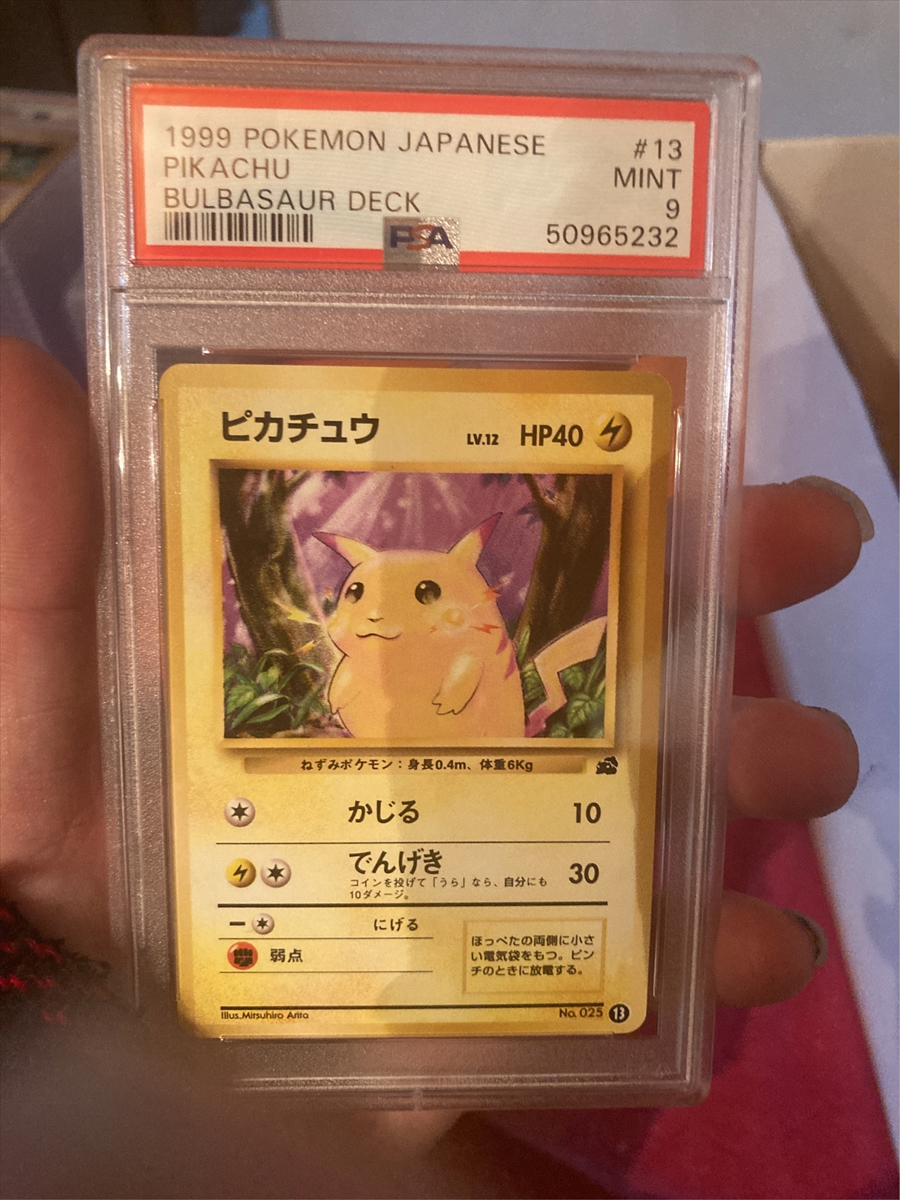 1999 POKEMON JAPANESE #13
PIKACHU MINT
BULBASAUR DECK 9
PSA 50965232
ピカチュウ LV.12 HP40
ねずみポケモン：身長0.4m、体重6Kg
かじる 10
でんげき 30
コインを投げて「うら」なら、自分にも
10ダメージ。
にげる
弱点
ほっぺたの両側に小さ
い電気袋をもつ。ピン
チのときに放電する。
Illus.Mitsuhiro Arita No. 025 13